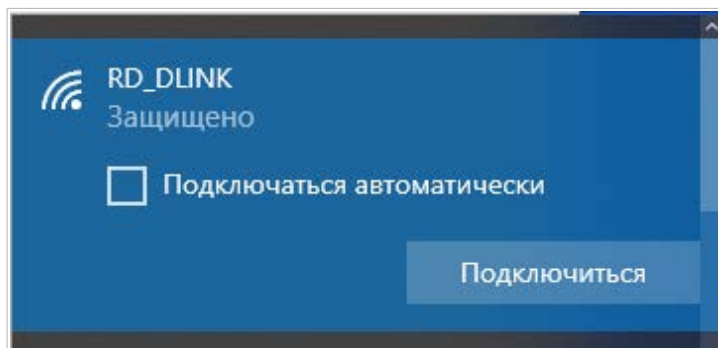 RD_DLINK
Защищено
Подключаться автоматически
Подключиться